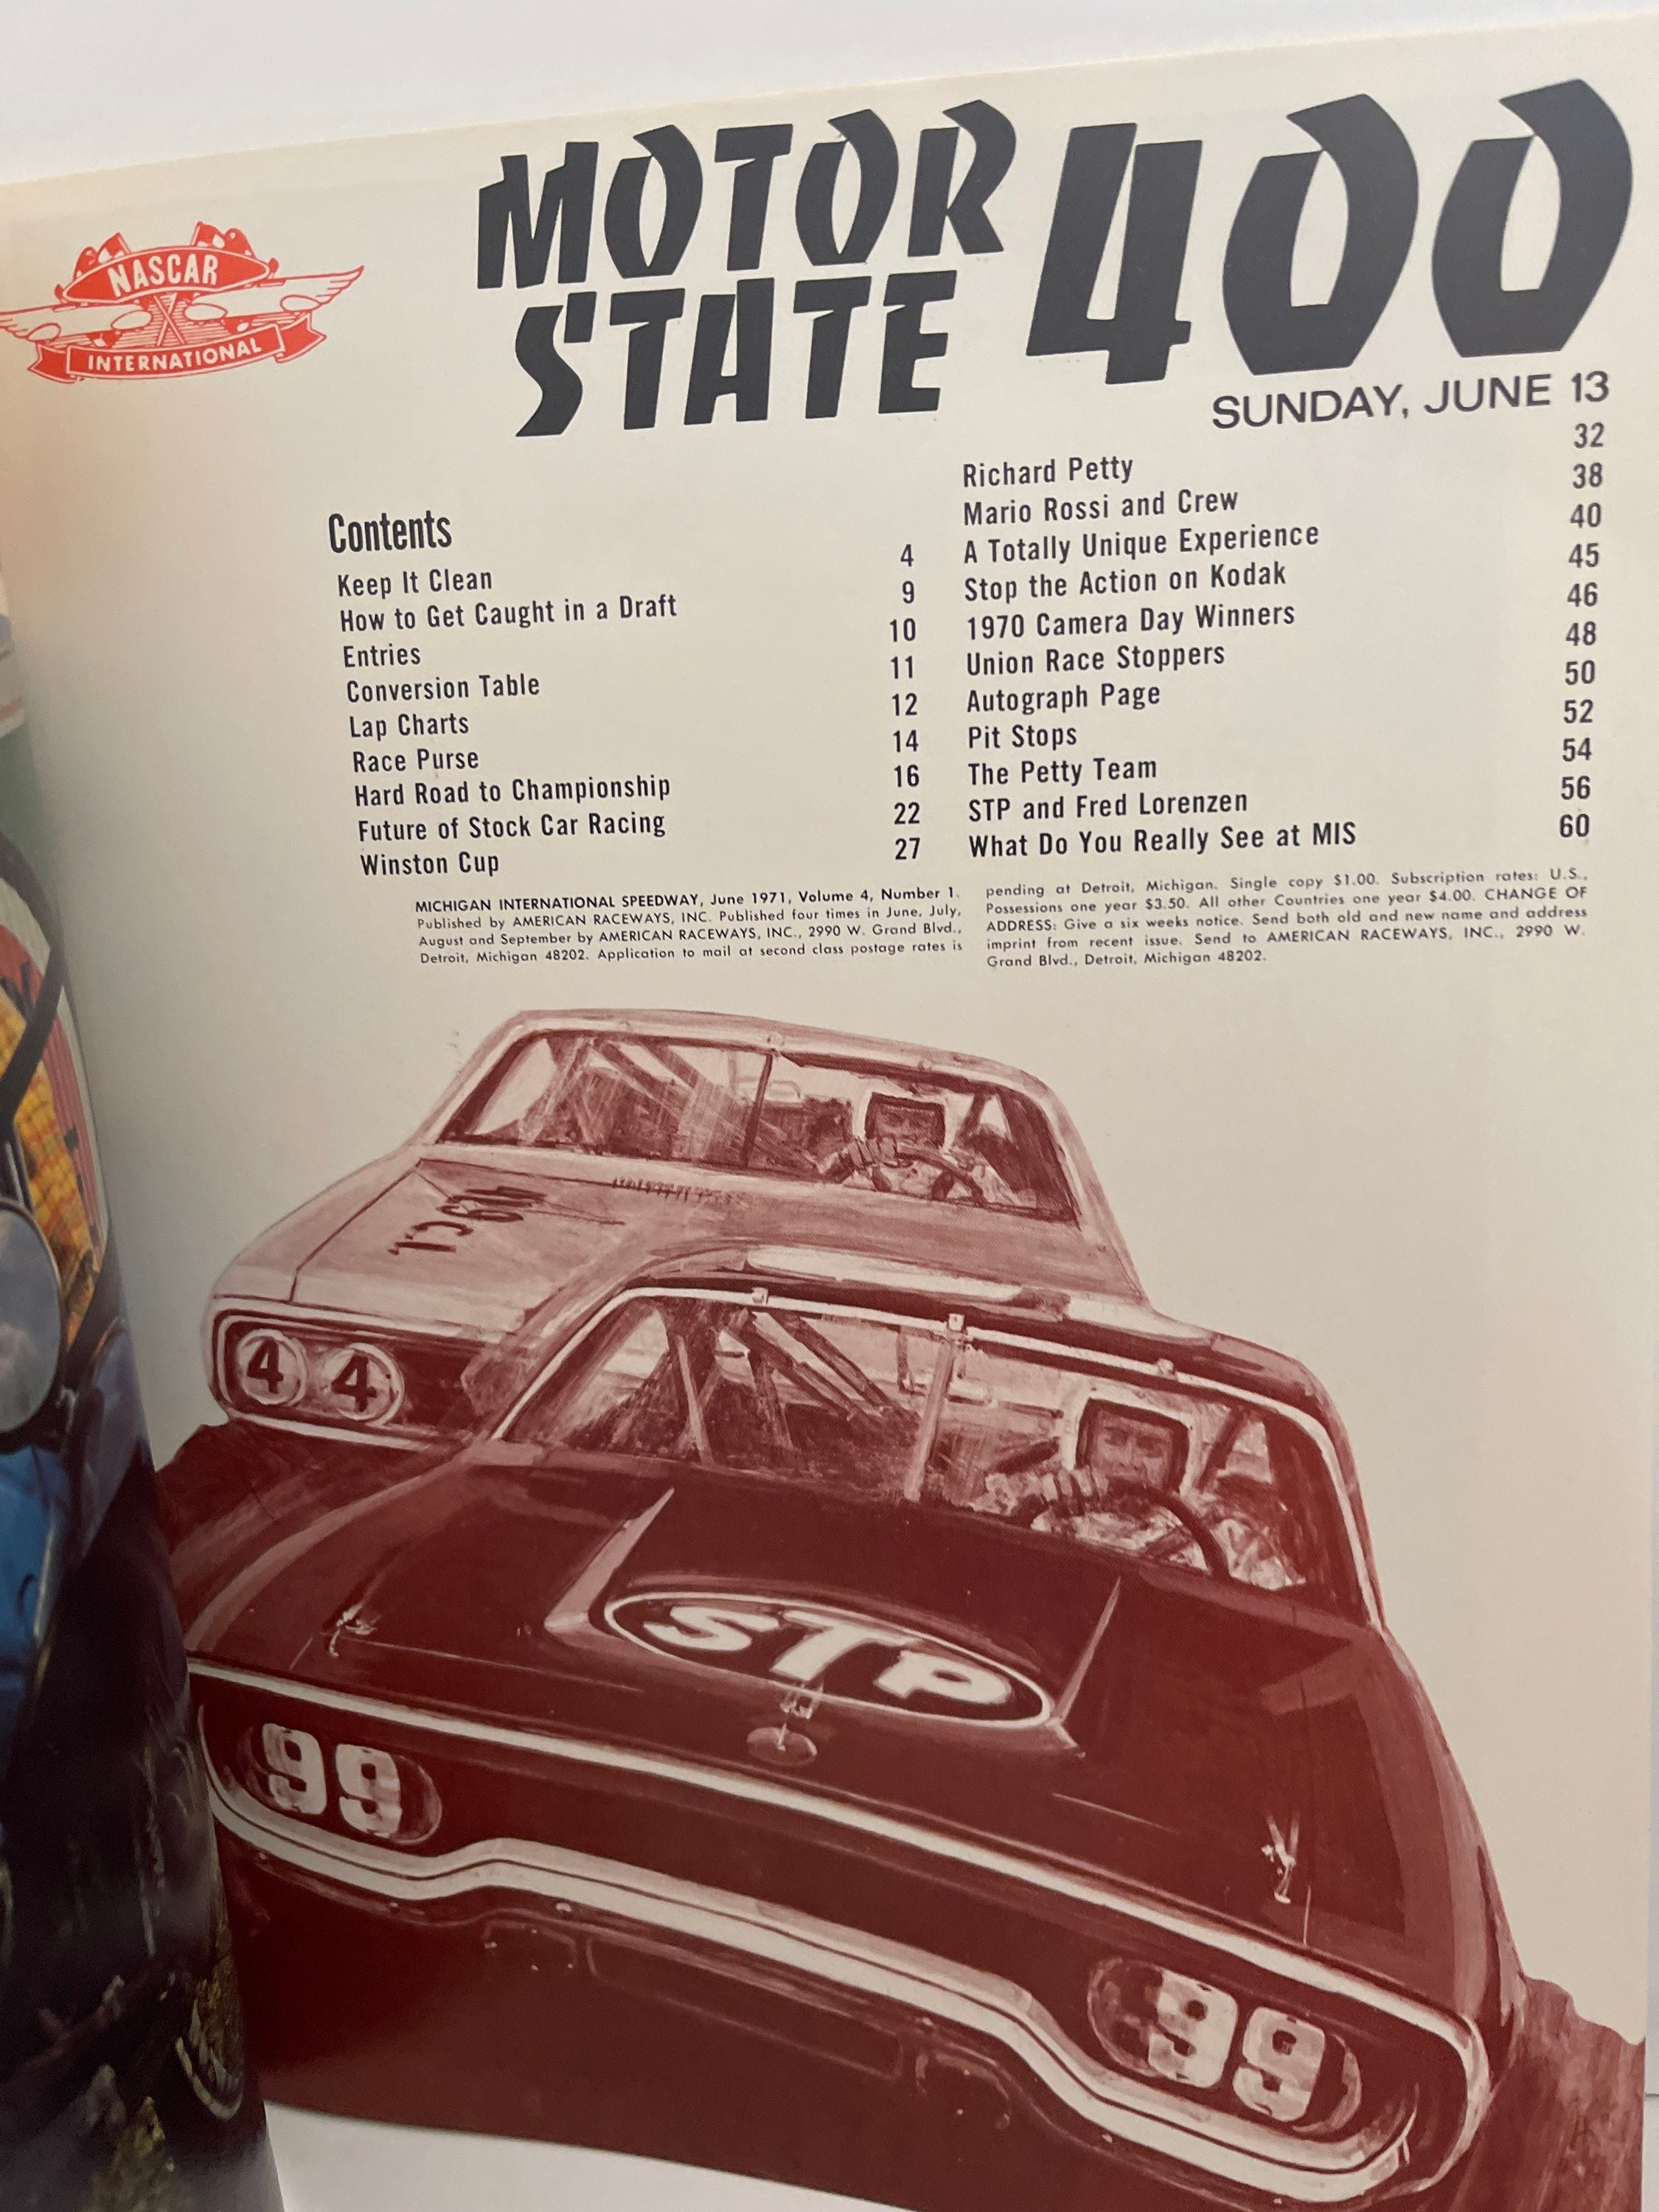 NASCAR
INTERNATIONAL
MOTOR
STATE
400
SUNDAY, JUNE 13
Contents
Keep It Clean 4
How to Get Caught in a Draft 9
Entries 10
Conversion Table 11
Lap Charts 12
Race Purse 14
Hard Road to Championship 16
Future of Stock Car Racing 22
Winston Cup 27
Richard Petty 32
Mario Rossi and Crew 38
A Totally Unique Experience 40
Stop the Action on Kodak 45
1970 Camera Day Winners 46
Union Race Stoppers 48
Autograph Page 50
Pit Stops 52
The Petty Team 54
STP and Fred Lorenzen 56
What Do You Really See at MIS 60
MICHIGAN INTERNATIONAL SPEEDWAY, June 1971, Volume 4, Number 1.
Published by AMERICAN RACEWAYS, INC. Published four times in June, July,
August and September by AMERICAN RACEWAYS, INC., 2990 W. Grand Blvd.,
Detroit, Michigan 48202. Application to mail at second class postage rates is
pending at Detroit, Michigan. Single copy $1.00. Subscription rates: U.S.,
Possessions one year $3.50. All other Countries one year $4.00. CHANGE OF
ADDRESS: Give a six weeks notice. Send both old and new name and address
imprint from recent issue. Send to AMERICAN RACEWAYS, INC., 2990 W.
Grand Blvd., Detroit, Michigan 48202.
4 4
STP
99
99